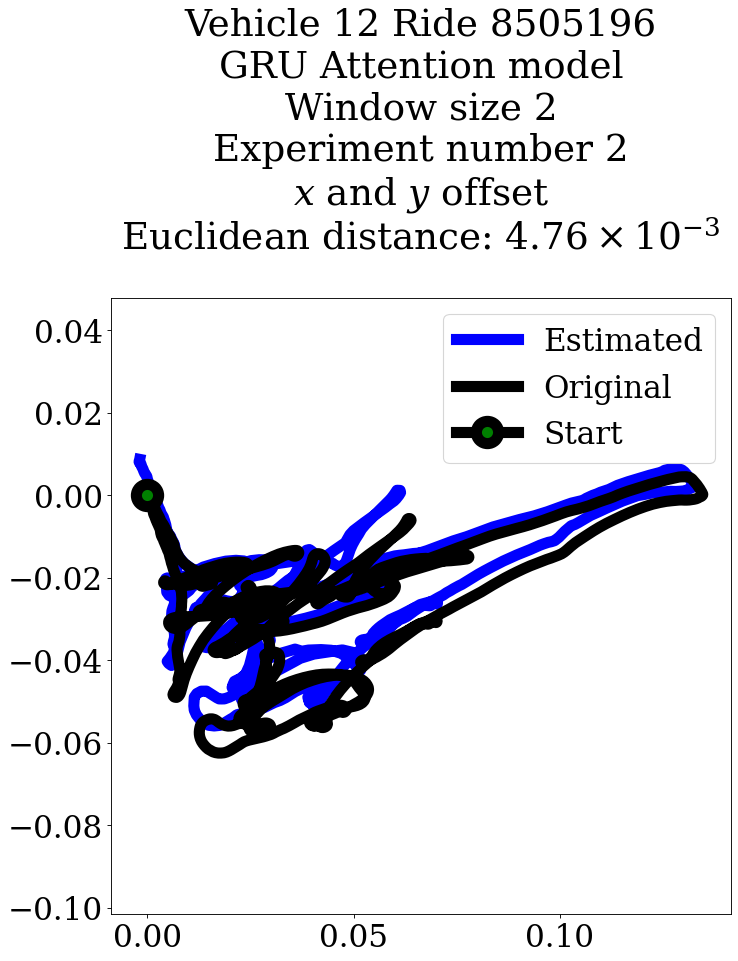 Vehicle 12 Ride 8505196
GRU Attention model
Window size 2
Experiment number 2
x and y offset
Euclidean distance: 4.76 × 10⁻³
Estimated
Original
Start
0.04
0.02
0.00
−0.02
−0.04
−0.06
−0.08
−0.10
0.00 0.05 0.10